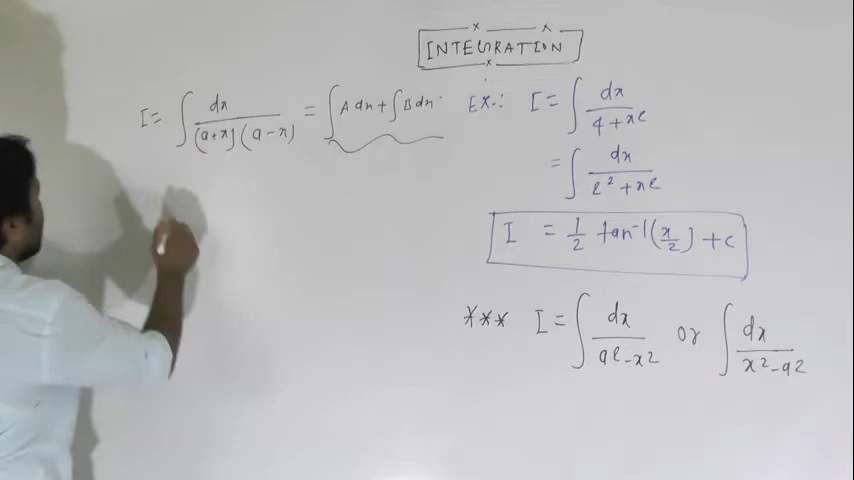 INTEGRATION
I = ∫ dx / (a+x)(a-x) = ∫A dx + ∫B dx
Ex.: I = ∫ dx / 4+x²
= ∫ dx / 2²+x²
I = 1/2 tan⁻¹(x/2) + c
*** I = ∫ dx / a²-x² or ∫ dx / x²-a²